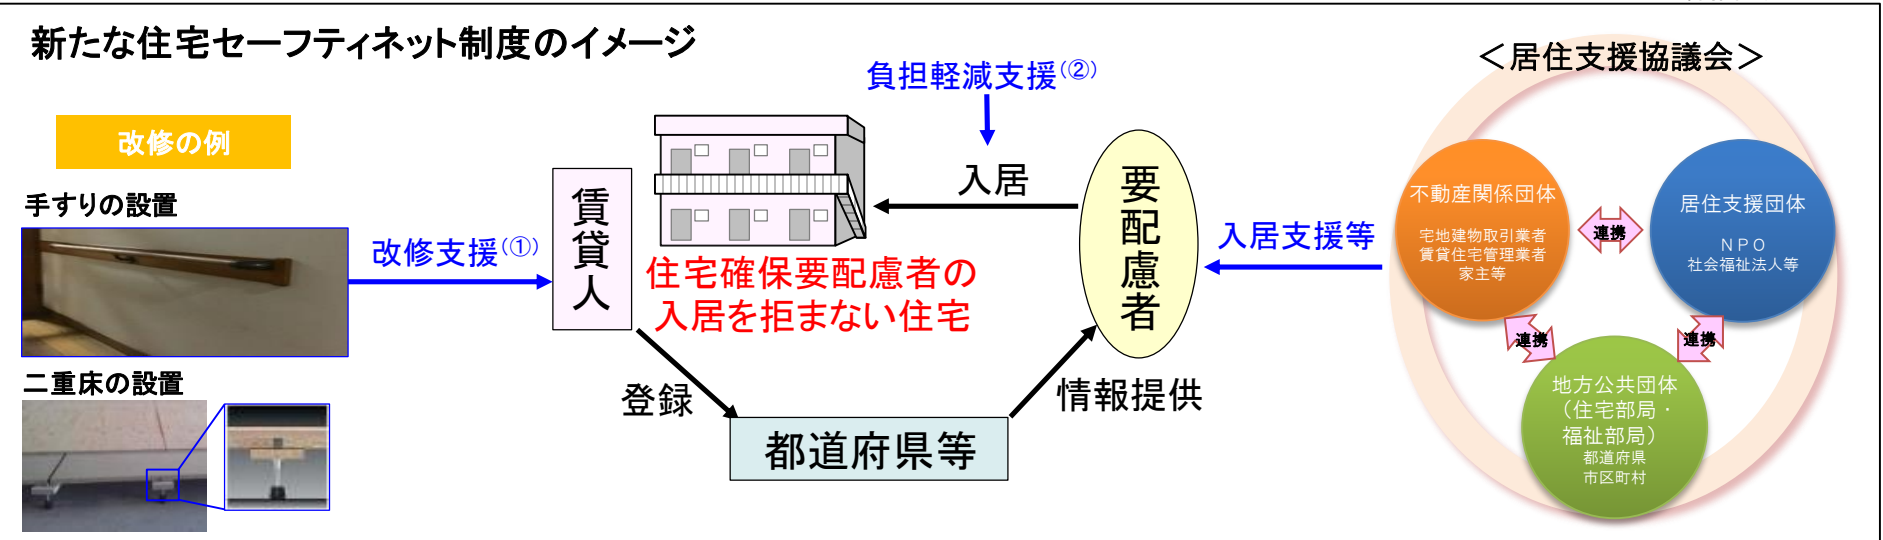 新たな住宅セーフティネット制度のイメージ
改修の例
手すりの設置
二重床の設置
改修支援(①)
賃貸人
住宅確保要配慮者の
入居を拒まない住宅
負担軽減支援(②)
入居
要配慮者
登録
都道府県等
情報提供
入居支援等
＜居住支援協議会＞
不動産関係団体
宅地建物取引業者
賃貸住宅管理業者
家主等
連携
居住支援団体
ＮＰＯ
社会福祉法人等
連携
連携
地方公共団体
（住宅部局・
福祉部局）
都道府県
市区町村